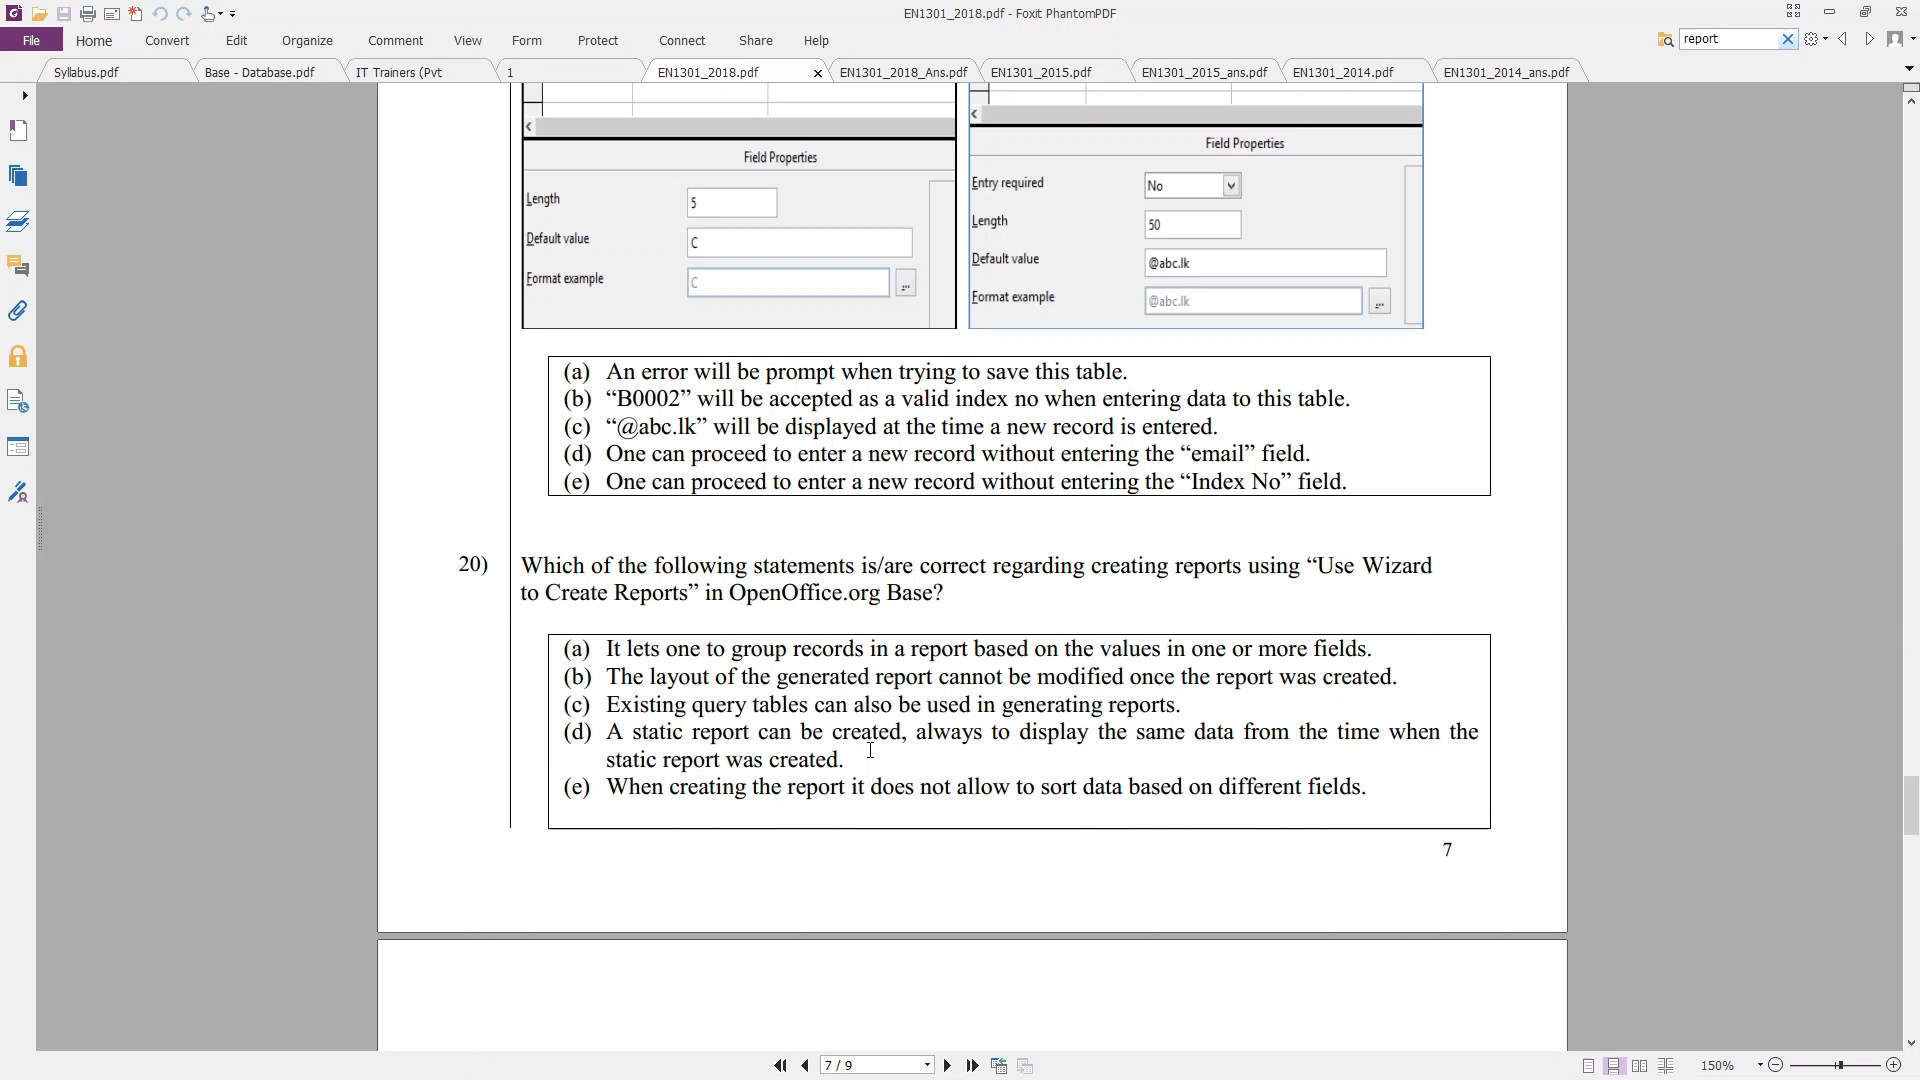 EN1301_2018.pdf - Foxit PhantomPDF
File Home Convert Edit Organize Comment View Form Protect Connect Share Help report
Syllabus.pdf Base - Database.pdf IT Trainers (Pvt 1 EN1301_2018.pdf EN1301_2018_Ans.pdf EN1301_2015.pdf EN1301_2015_ans.pdf EN1301_2014.pdf EN1301_2014_ans.pdf
Field Properties
Length 5
Default value C
Format example C ...
Field Properties
Entry required No
Length 50
Default value @abc.lk
Format example @abc.lk ...
(a) An error will be prompt when trying to save this table.
(b) “B0002” will be accepted as a valid index no when entering data to this table.
(c) “@abc.lk” will be displayed at the time a new record is entered.
(d) One can proceed to enter a new record without entering the “email” field.
(e) One can proceed to enter a new record without entering the “Index No” field.
20) Which of the following statements is/are correct regarding creating reports using “Use Wizard
to Create Reports” in OpenOffice.org Base?
(a) It lets one to group records in a report based on the values in one or more fields.
(b) The layout of the generated report cannot be modified once the report was created.
(c) Existing query tables can also be used in generating reports.
(d) A static report can be created, always to display the same data from the time when the
static report was created.
(e) When creating the report it does not allow to sort data based on different fields.
7
7 / 9
150%